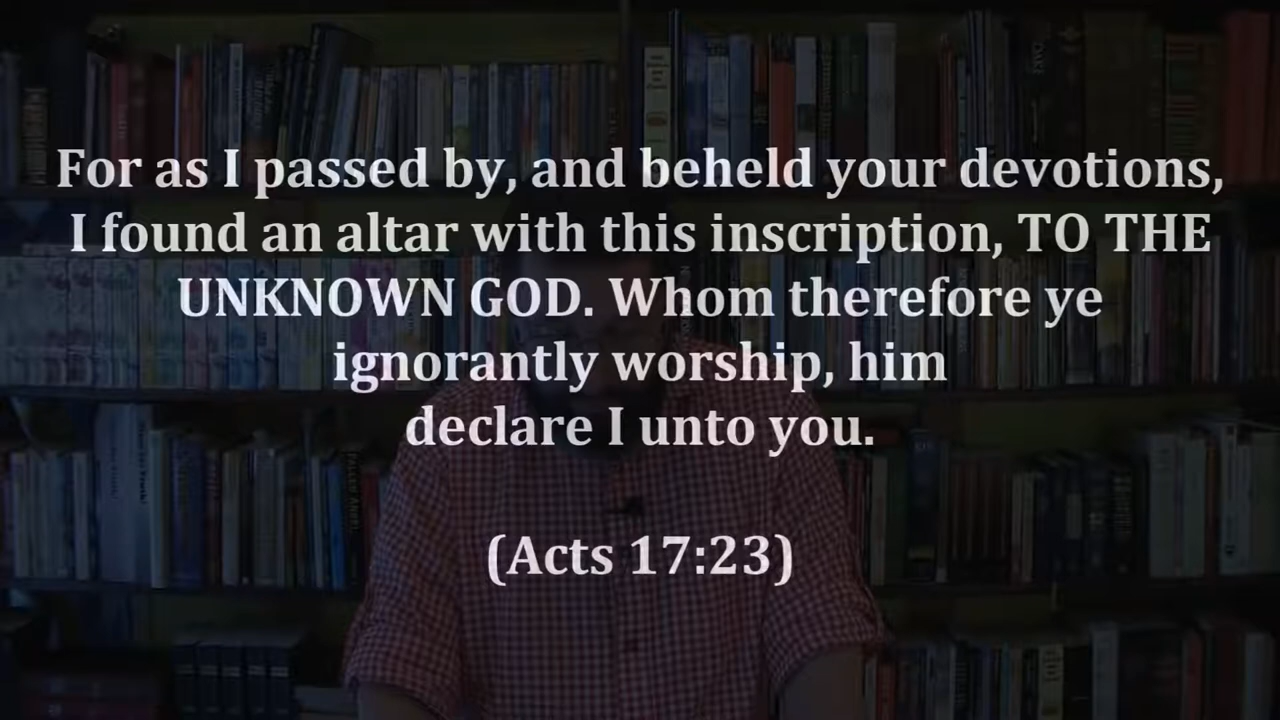 For as I passed by, and beheld your devotions,
I found an altar with this inscription, TO THE
UNKNOWN GOD. Whom therefore ye
ignorantly worship, him
declare I unto you.
(Acts 17:23)